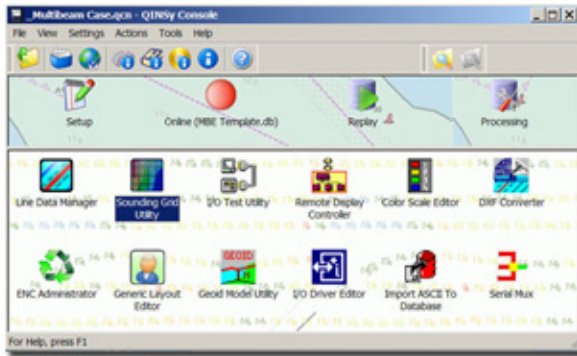 _Multibeam Case.qcn - QINSy Console
File View Settings Actions Tools Help
Setup Online (MBE Template.db) Replay Processing
Line Data Manager Sounding Grid Utility I/O Test Utility Remote Display Controller Color Scale Editor DXF Converter
ENC Administrator Generic Layout Editor Geoid Model Utility I/O Driver Editor Import ASCII To Database Serial Mux
GEOID
For Help, press F1